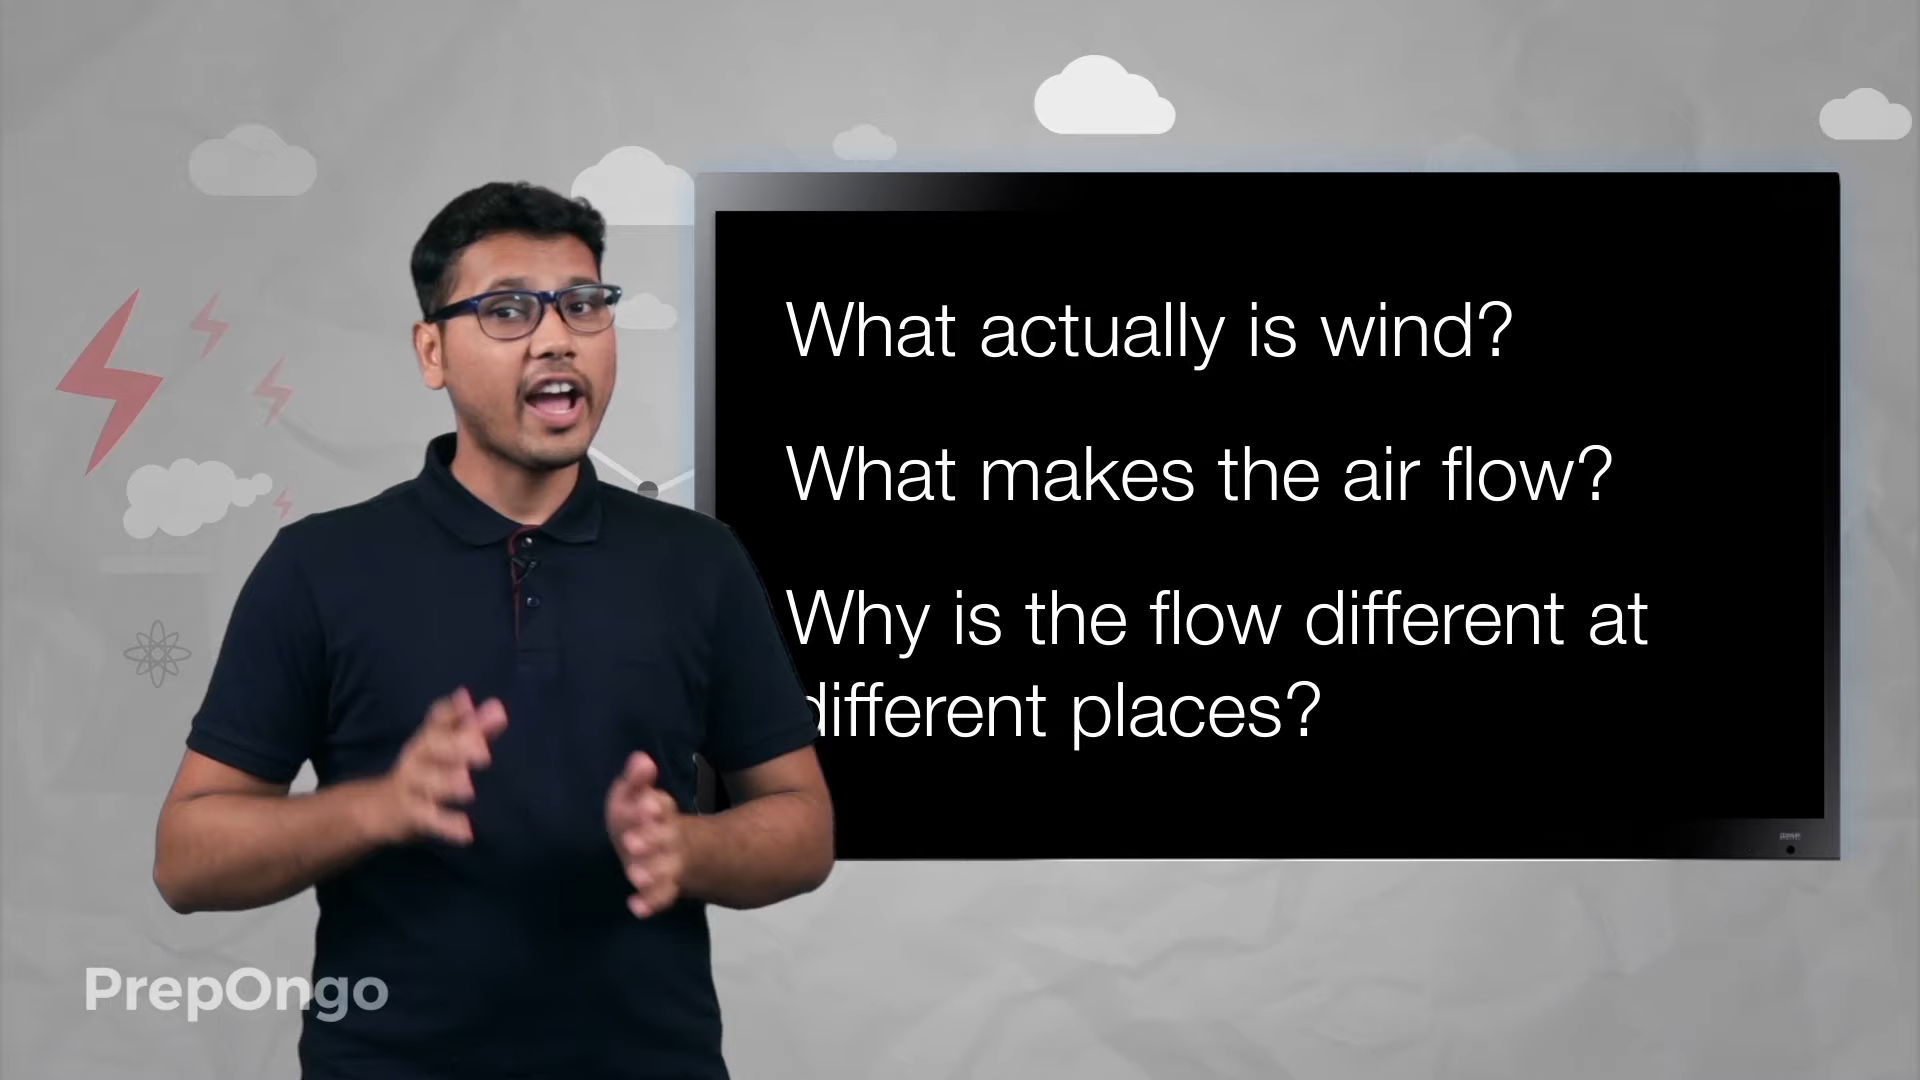 What actually is wind?
What makes the air flow?
Why is the flow different at
different places?
PrepOngo